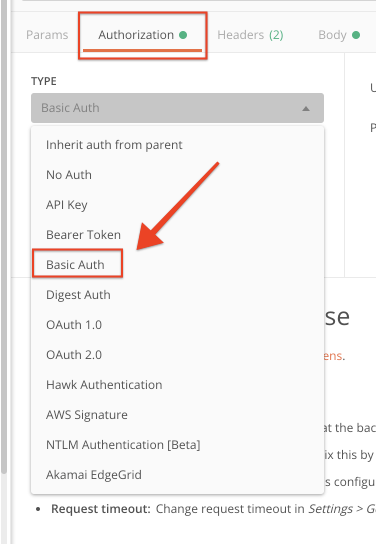 Params Authorization Headers (2) Body
TYPE
U
Basic Auth
P
Inherit auth from parent
No Auth
API Key
Bearer Token
Basic Auth
Digest Auth
OAuth 1.0
se
OAuth 2.0
ens.
Hawk Authentication
AWS Signature
at the bac
NTLM Authentication [Beta]
ix this by
Akamai EdgeGrid
s configu
• Request timeout: Change request timeout in Settings > Ge